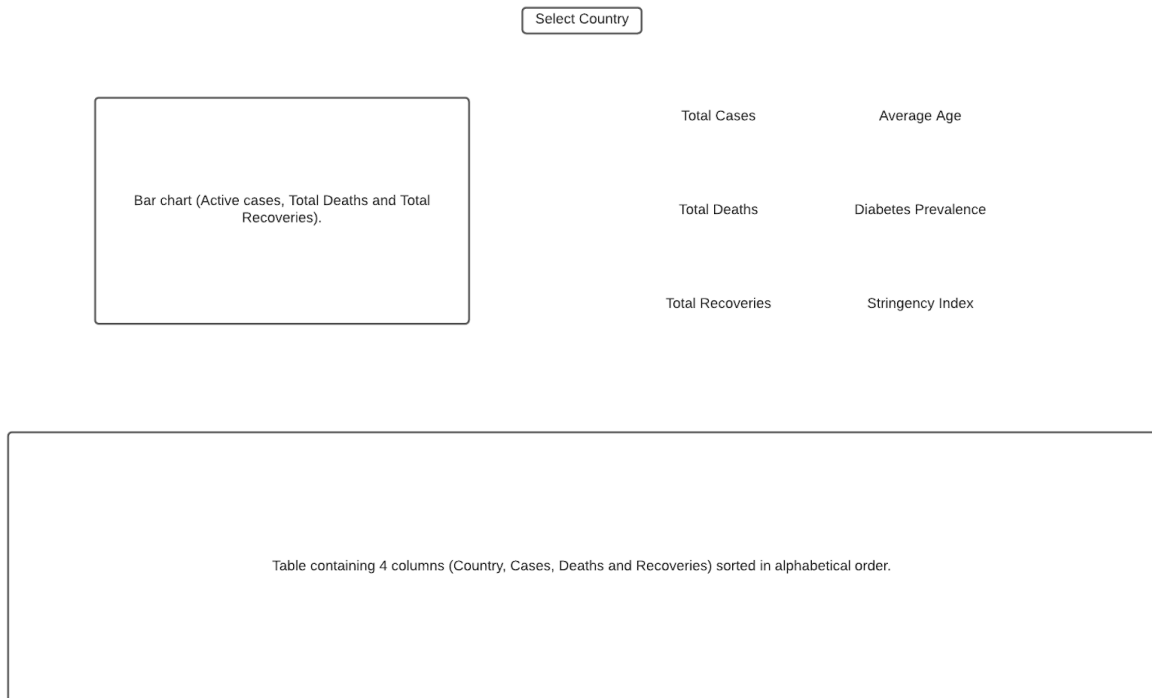 Select Country
Bar chart (Active cases, Total Deaths and Total
Recoveries).
Total Cases
Average Age
Total Deaths
Diabetes Prevalence
Total Recoveries
Stringency Index
Table containing 4 columns (Country, Cases, Deaths and Recoveries) sorted in alphabetical order.